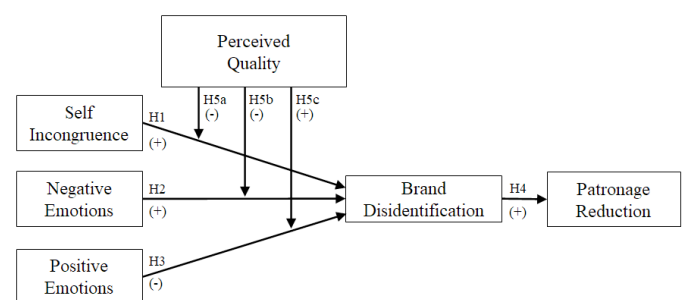 Perceived
Quality
H5a
(-)
H5b
(-)
H5c
(+)
Self
Incongruence
H1
(+)
Negative
Emotions
H2
(+)
Brand
Disidentification
H4
(+)
Patronage
Reduction
Positive
Emotions
H3
(-)